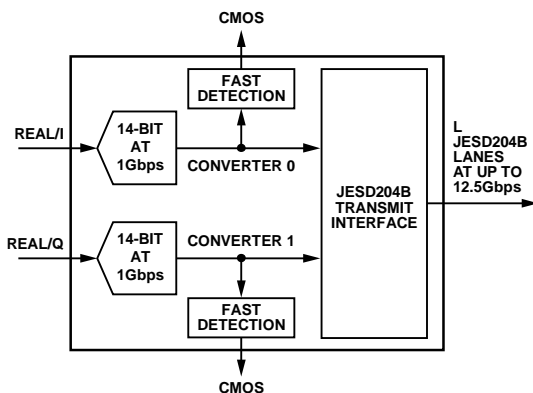 CMOS
FAST
DETECTION
REAL/I
14-BIT
AT
1Gbps
CONVERTER 0
JESD204B
TRANSMIT
INTERFACE
L
JESD204B
LANES
AT UP TO
12.5Gbps
REAL/Q
14-BIT
AT
1Gbps
CONVERTER 1
FAST
DETECTION
CMOS